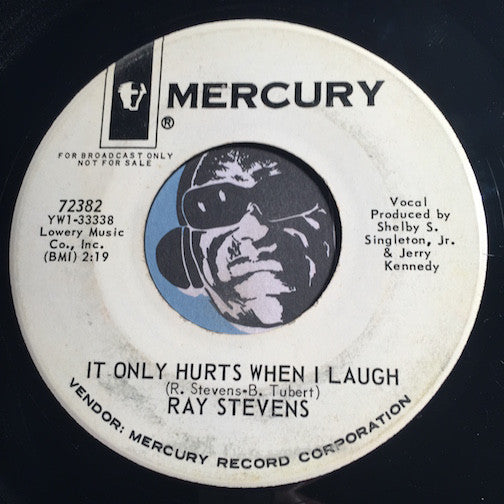 MERCURY
®
FOR BROADCAST ONLY
NOT FOR SALE
72382
YW1-33338
Lowery Music
Co., Inc.
(BMI) 2:19
Vocal
Produced by
Shelby S.
Singleton, Jr.
& Jerry
Kennedy
IT ONLY HURTS WHEN I LAUGH
(R. Stevens-B. Tubert)
RAY STEVENS
VENDOR: MERCURY RECORD CORPORATION